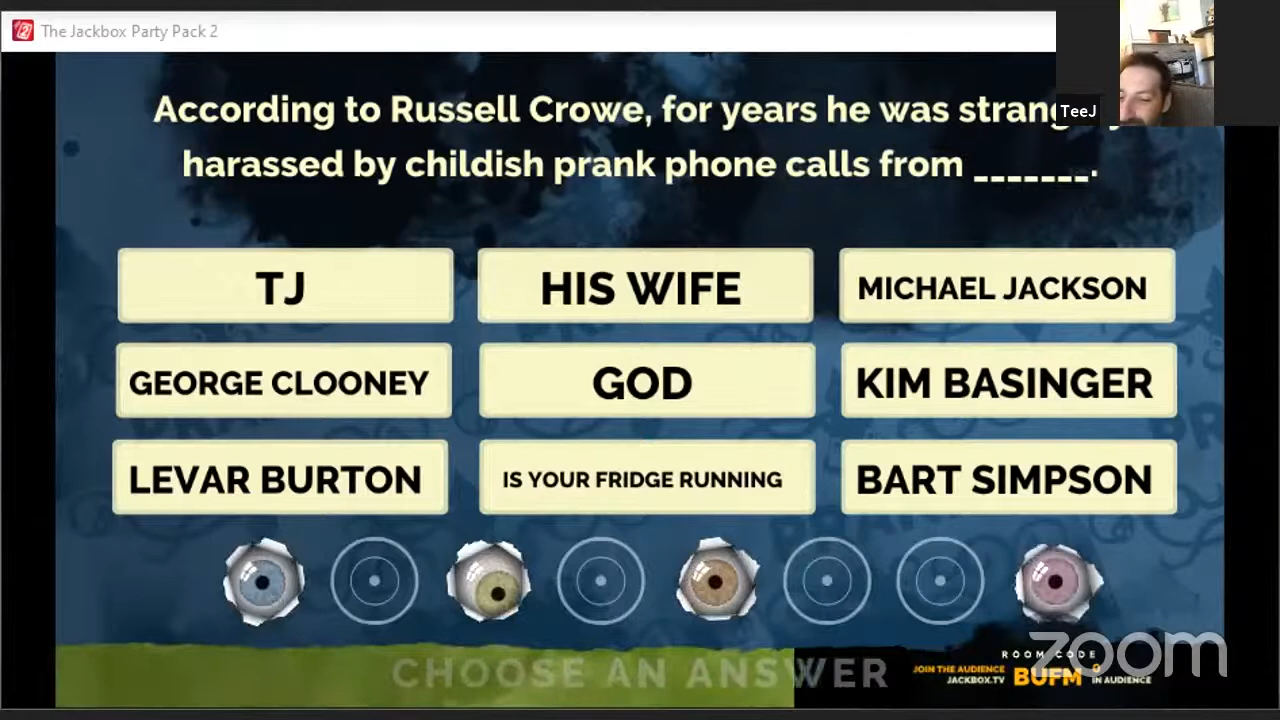 The Jackbox Party Pack 2
TeeJ
According to Russell Crowe, for years he was
harassed by childish prank phone calls from _______.
TJ
HIS WIFE
MICHAEL JACKSON
GEORGE CLOONEY
GOD
KIM BASINGER
LEVAR BURTON
IS YOUR FRIDGE RUNNING
BART SIMPSON
CHOOSE AN ANSWER
ROOM CODE
JOIN THE AUDIENCE
JACKBOX.TV
BUFM
0
IN AUDIENCE
zoom